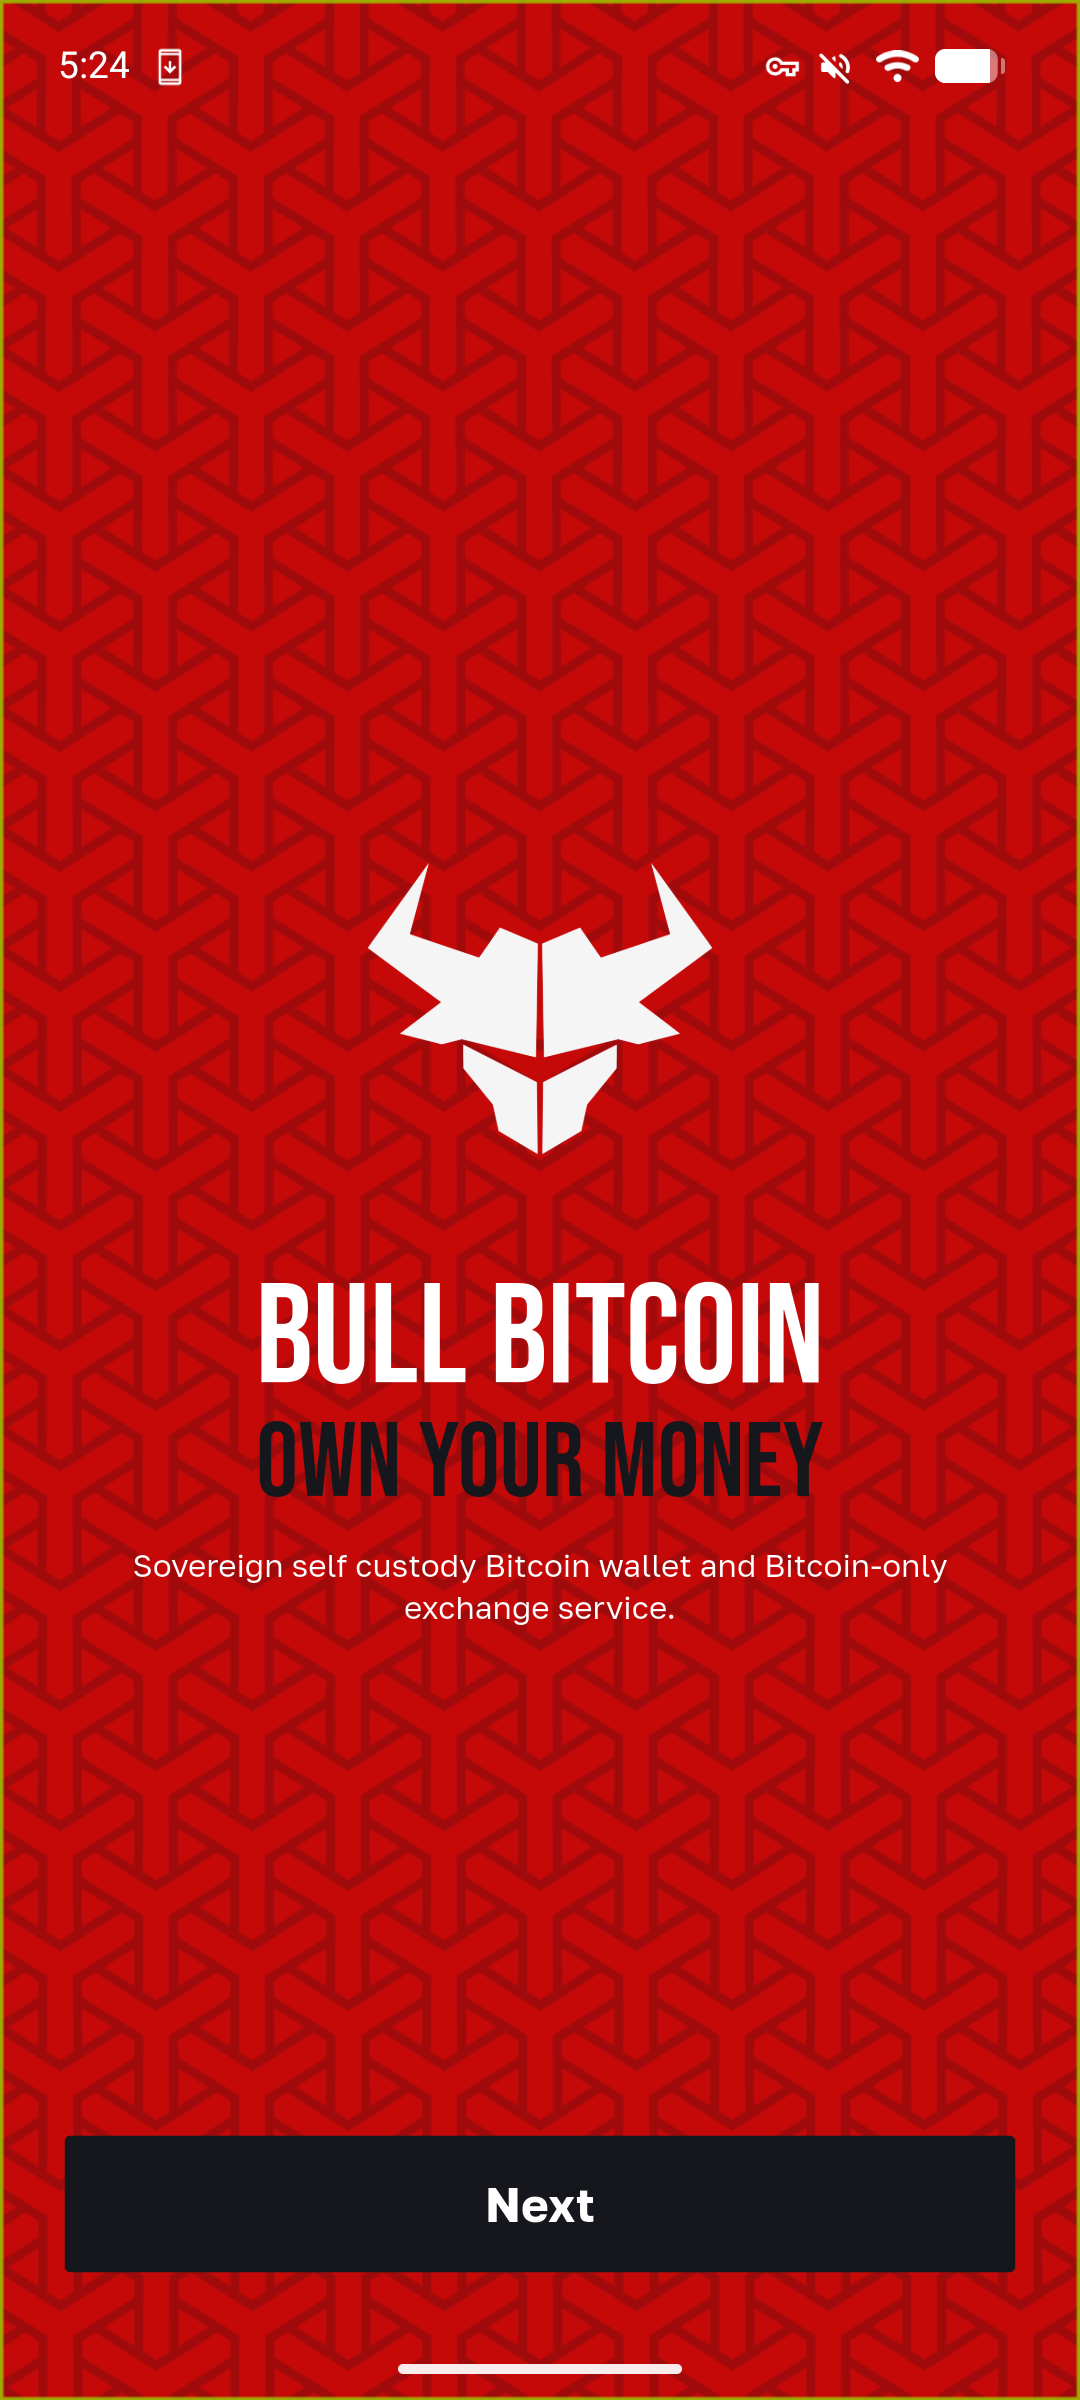 5:24
BULL BITCOIN
OWN YOUR MONEY
Sovereign self custody Bitcoin wallet and Bitcoin-only
exchange service.
Next